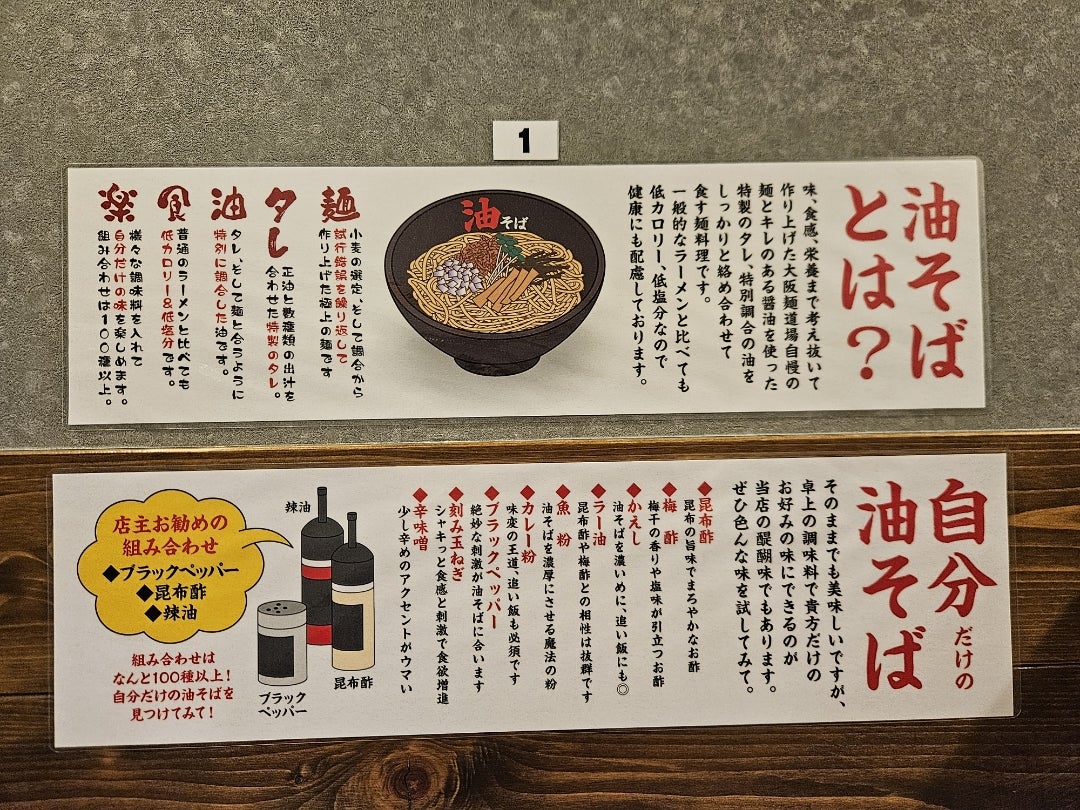 1
油そば
とは？
味、食感、栄養まで考え抜いて
作り上げた大阪麺道場自慢の
麺とキレのある醤油を使った
特製のタレ、特別調合の油を
しっかりと絡め合わせて
食す麺料理です。
一般的なラーメンと比べても
低カロリー、低塩分なので
健康にも配慮しております。
油そば
麺
小麦の選定、そして調合から
試行錯誤を繰り返して
作り上げた極上の麺です
タレ
正油と数種類の出汁を
合わせた特製のタレ。
油
タレ、そして麺と合うように
特別に調合した油です。
食
普通のラーメンと比べても
低カロリー&低塩分です。
楽
様々な調味料を入れて
自分だけの味を楽しめます。
組み合わせは100種以上。
自分だけの
油そば
そのままでも美味しいですが、
卓上の調味料で貴方だけの
お好みの味にできるのが
当店の醍醐味でもあります。
ぜひ色んな味を試してみて。
◆昆布酢
昆布の旨味でまろやかなお酢
◆梅酢
梅干の香りや塩味が引立つお酢
◆かえし
油そばを濃いめに、追い飯にも◎
◆ラー油
昆布酢や梅酢との相性は抜群です
◆魚粉
油そばを濃厚にさせる魔法の粉
◆カレー粉
味変の王道、追い飯も必須です
◆ブラックペッパー
絶妙な刺激が油そばに合います
◆刻み玉ねぎ
シャキっと食感と刺激で食欲増進
◆辛味噌
少し辛めのアクセントがウマい
辣油
昆布酢
ブラック
ペッパー
店主お勧めの
組み合わせ
◆ブラックペッパー
◆昆布酢
◆辣油
組み合わせは
なんと100種以上！
自分だけの油そばを
見つけてみて！